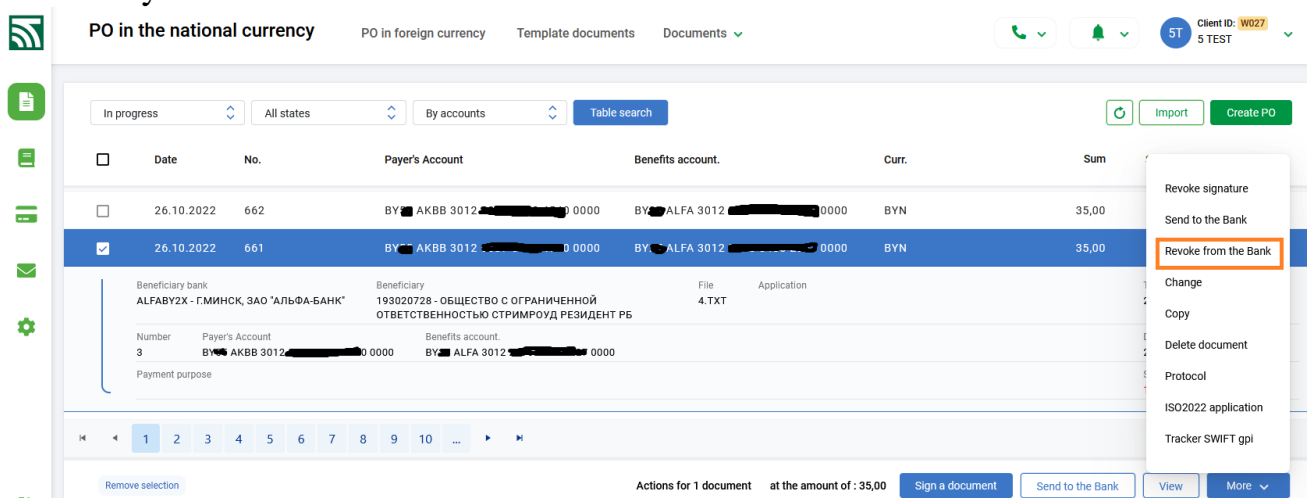 PO in the national currency PO in foreign currency Template documents Documents
Client ID: W027
5T 5 TEST
In progress All states By accounts Table search Import Create PO
Date No. Payer's Account Benefits account. Curr. Sum
Revoke signature
26.10.2022 662 BY AKBB 3012 0000 BY ALFA 3012 0000 BYN 35,00
Send to the Bank
26.10.2022 661 BY AKBB 3012 0 0000 BY ALFA 3012 0000 BYN 35,00
Revoke from the Bank
Change
Beneficiary bank Beneficiary File Application
ALFABY2X - Г.МИНСК, ЗАО "АЛЬФА-БАНК" 193020728 - ОБЩЕСТВО С ОГРАНИЧЕННОЙ 4.TXT
ОТВЕТСТВЕННОСТЬЮ СТРИМРОУД РЕЗИДЕНТ РБ
Copy
Number Payer's Account Benefits account.
3 BY AKBB 3012 0 0000 BY ALFA 3012 0000
Delete document
Payment purpose
Protocol
ISO2022 application
Tracker SWIFT gpi
1 2 3 4 5 6 7 8 9 10 ...
Remove selection Actions for 1 document at the amount of : 35,00 Sign a document Send to the Bank View More